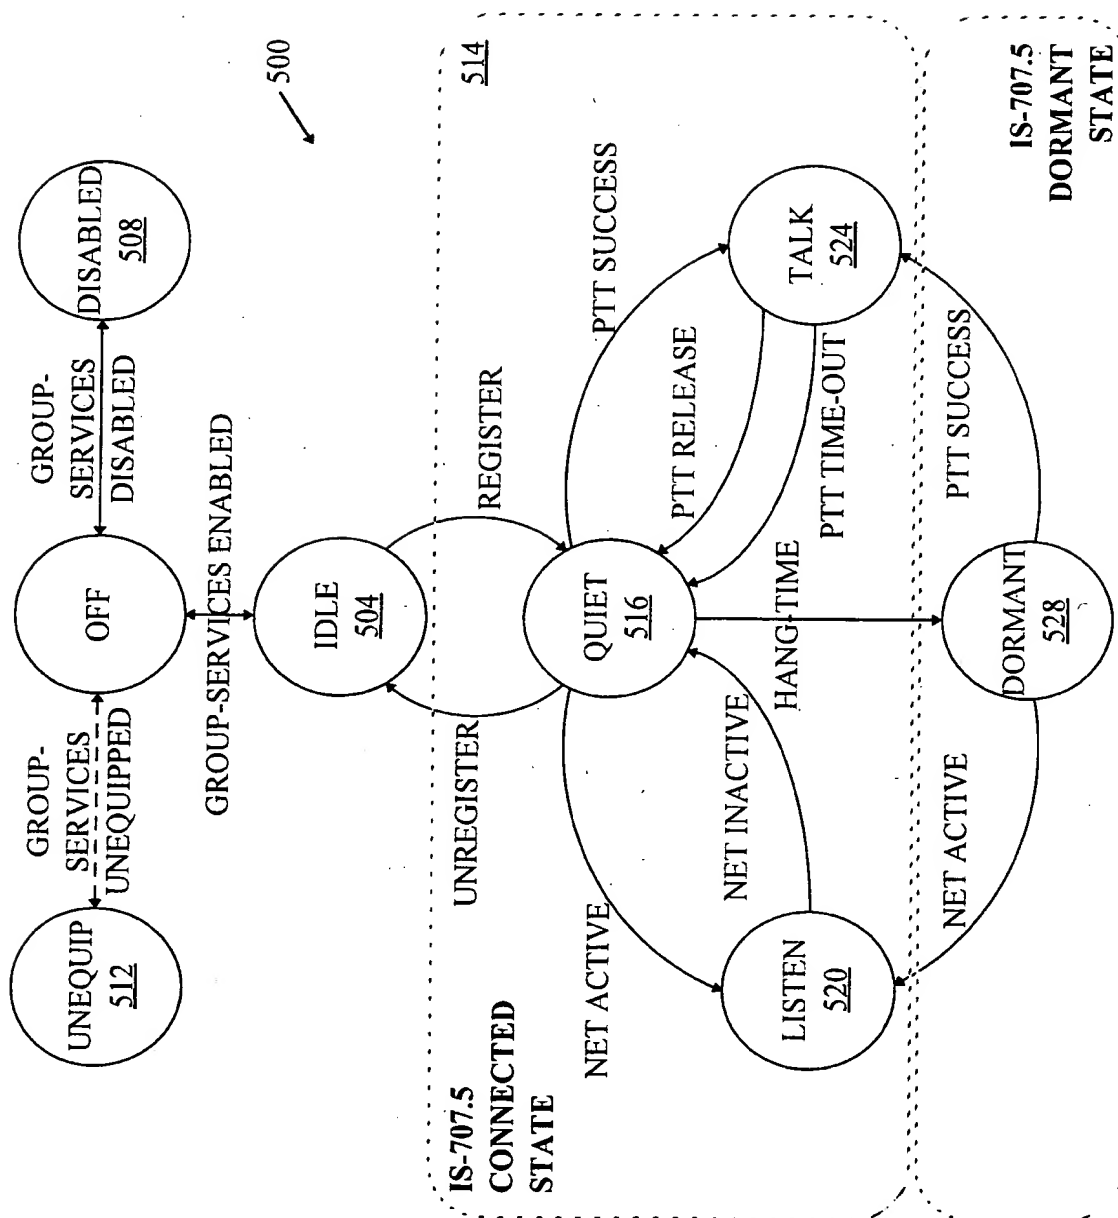 500
GROUP-
SERVICES
UNEQUIPPED
UNEQUIP
512
OFF
GROUP-
SERVICES
DISABLED
DISABLED
508
GROUP-SERVICES ENABLED
IDLE
504
UNREGISTER
REGISTER
IS-707.5
CONNECTED
STATE
514
QUIET
516
NET ACTIVE
NET INACTIVE
PTT SUCCESS
PTT RELEASE
PTT TIME-OUT
HANG-TIME
LISTEN
520
TALK
524
NET ACTIVE
PTT SUCCESS
DORMANT
528
IS-707.5
DORMANT
STATE